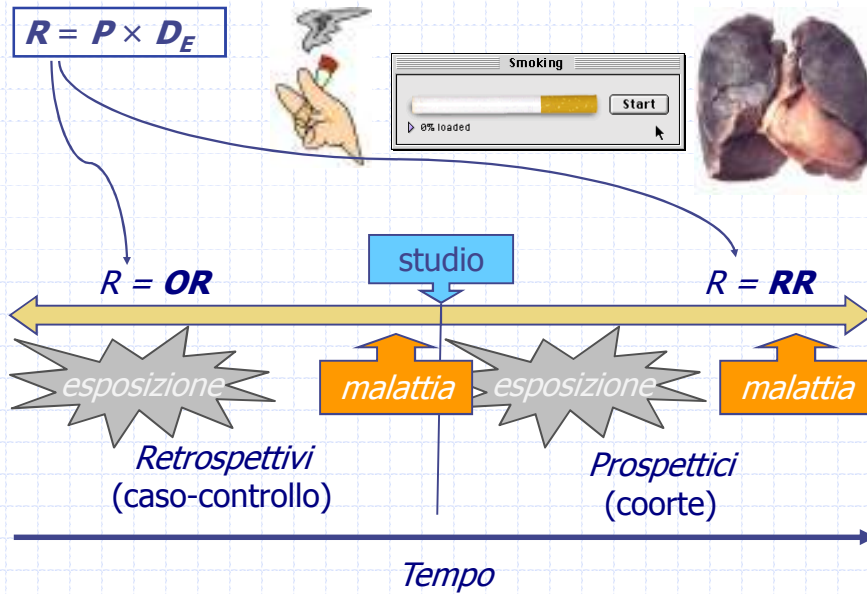 R = P × D_E
Smoking
Start
0% loaded
studio
R = OR
R = RR
esposizione
malattia
esposizione
malattia
Retrospettivi
(caso-controllo)
Prospettici
(coorte)
Tempo